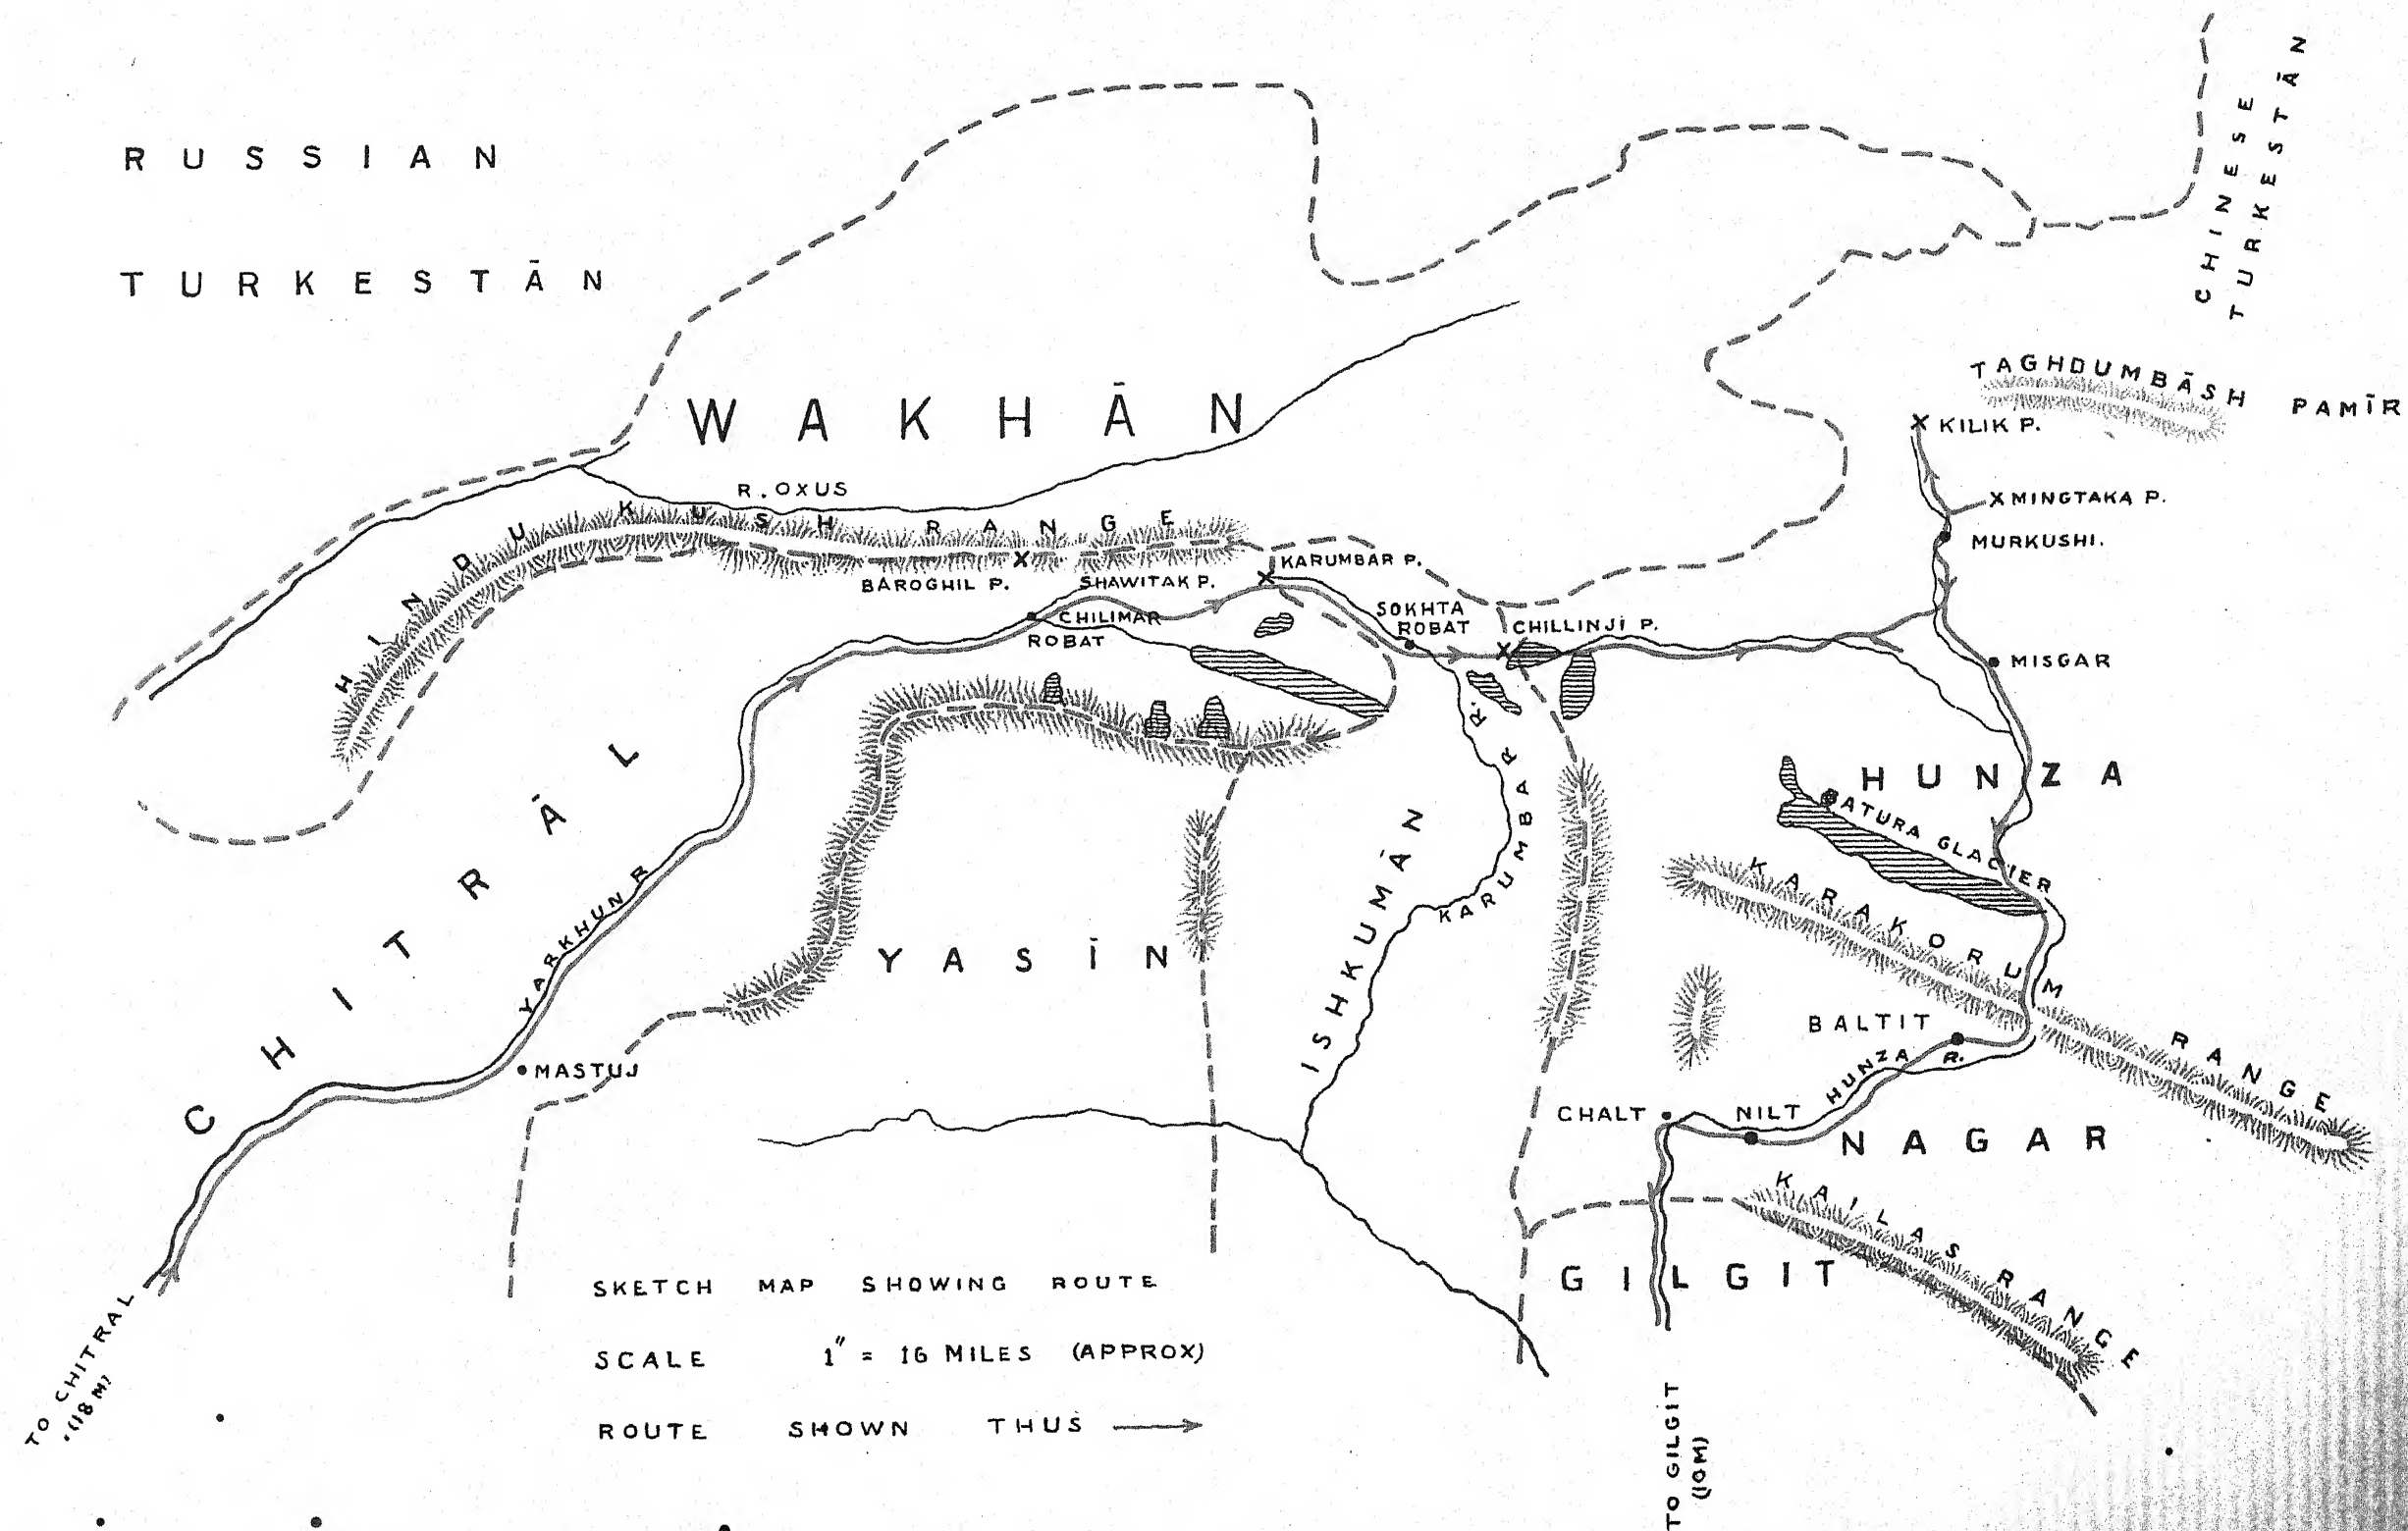 RUSSIAN
TURKESTĀN
CHINESE
TURKESTĀN
WAKHĀN
TAGHDUMBĀSH PAMĪR
KILIK P.
R. OXUS
MINGTAKA P.
HINDU KUSH RANGE
MURKUSHI.
BAROGHIL P.
SHAWITAK P.
KARUMBAR P.
CHILIMAR
ROBAT
SOKHTA
ROBAT
CHILLINJI P.
MISGAR
CHITRĀL
HUNZA
BATURA GLACIER
KARUMBAR R.
YARKHUN R
YASĪN
ISHKUMĀN
KARAKORUM RANGE
BALTIT
HUNZA R.
MASTUJ
CHALT
NILT
NAGAR
KAILAS RANGE
GILGIT
SKETCH MAP SHOWING ROUTE
SCALE 1" = 16 MILES (APPROX)
ROUTE SHOWN THUS
TO CHITRAL
TO GILGIT
(10M)